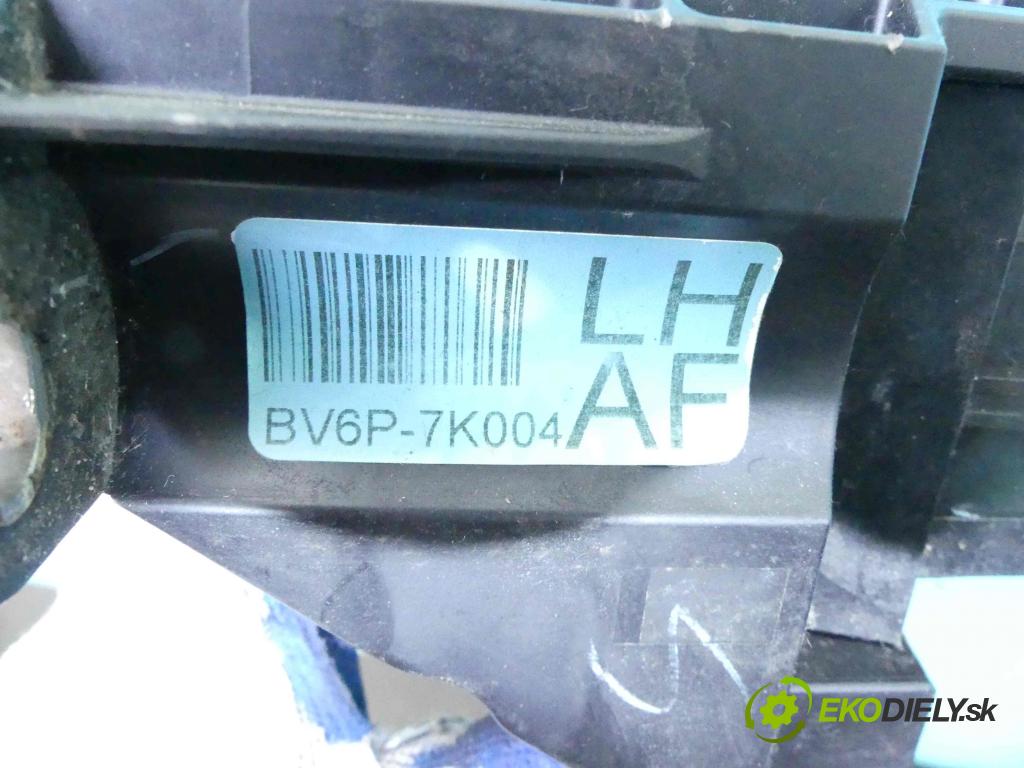 LH
BV6P-7K004AF
EKODIELY.sk